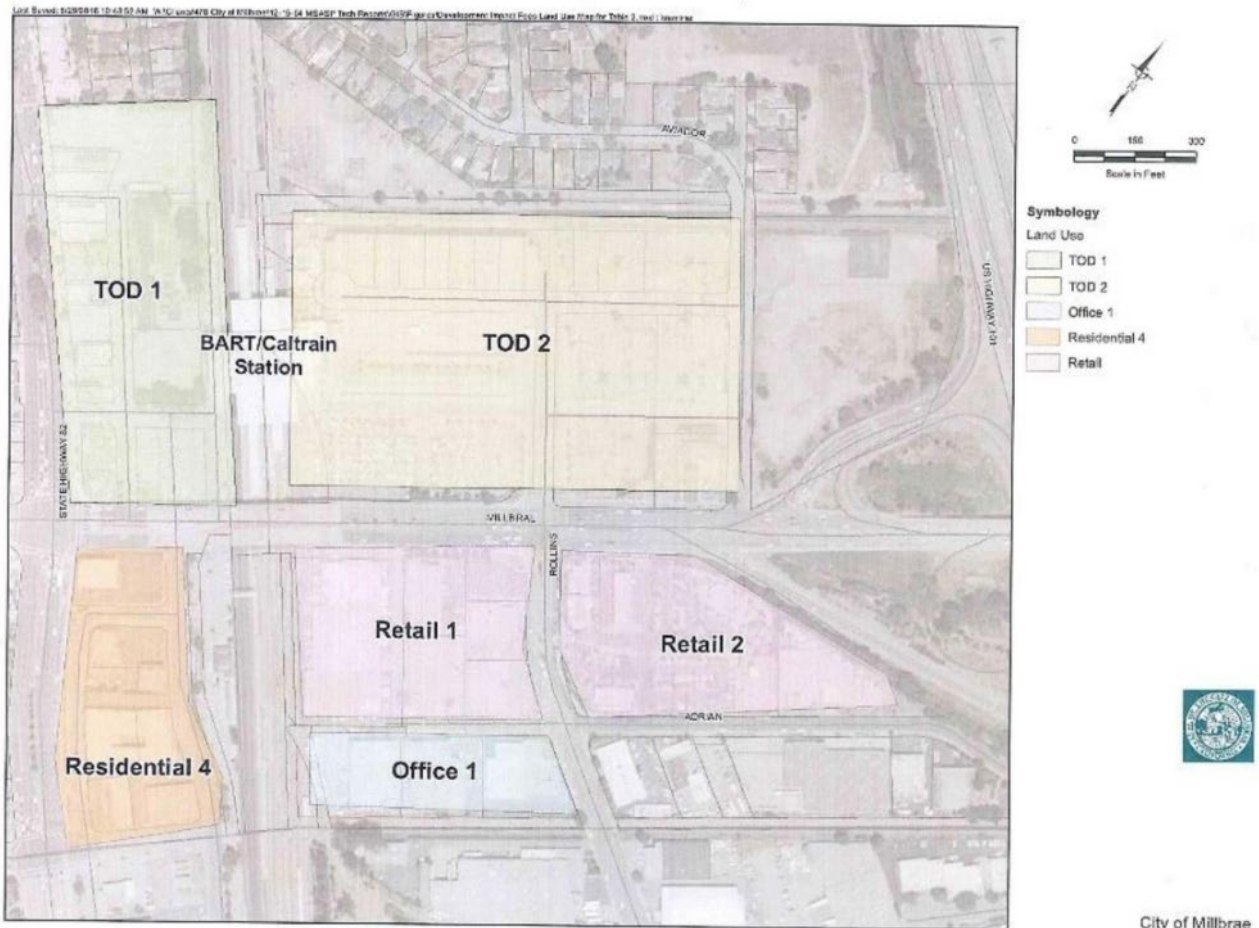 TOD 1
BART/Caltrain
Station
TOD 2
AVIADOR
US HIGHWAY 101
STATE HIGHWAY 82
MILLBRAE
ROLLINS
Retail 1
Retail 2
ADRIAN
Residential 4
Office 1
0 150 300
Scale in Feet
Symbology
Land Use
TOD 1
TOD 2
Office 1
Residential 4
Retail
City of Millbrae